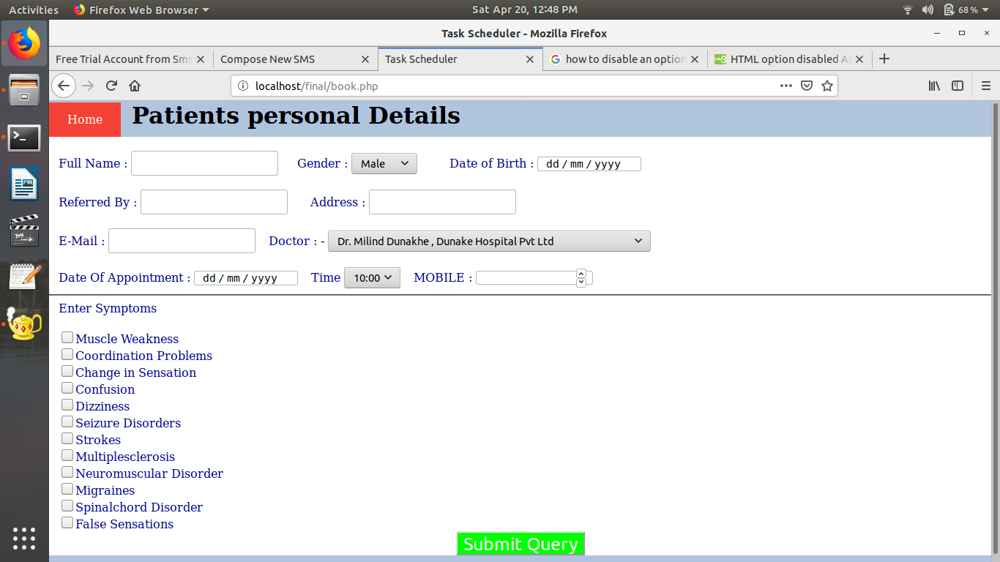 Activities Firefox Web Browser Sat Apr 20, 12:48 PM 68 %
Task Scheduler - Mozilla Firefox
Free Trial Account from Sms Compose New SMS Task Scheduler how to disable an option HTML option disabled A
localhost/final/book.php
Home Patients personal Details
Full Name : Gender : Male Date of Birth : dd / mm / yyyy
Referred By : Address :
E-Mail : Doctor : - Dr. Milind Dunakhe , Dunake Hospital Pvt Ltd
Date Of Appointment : dd / mm / yyyy Time 10:00 MOBILE :
Enter Symptoms
Muscle Weakness
Coordination Problems
Change in Sensation
Confusion
Dizziness
Seizure Disorders
Strokes
Multiplesclerosis
Neuromuscular Disorder
Migraines
Spinalchord Disorder
False Sensations
Submit Query